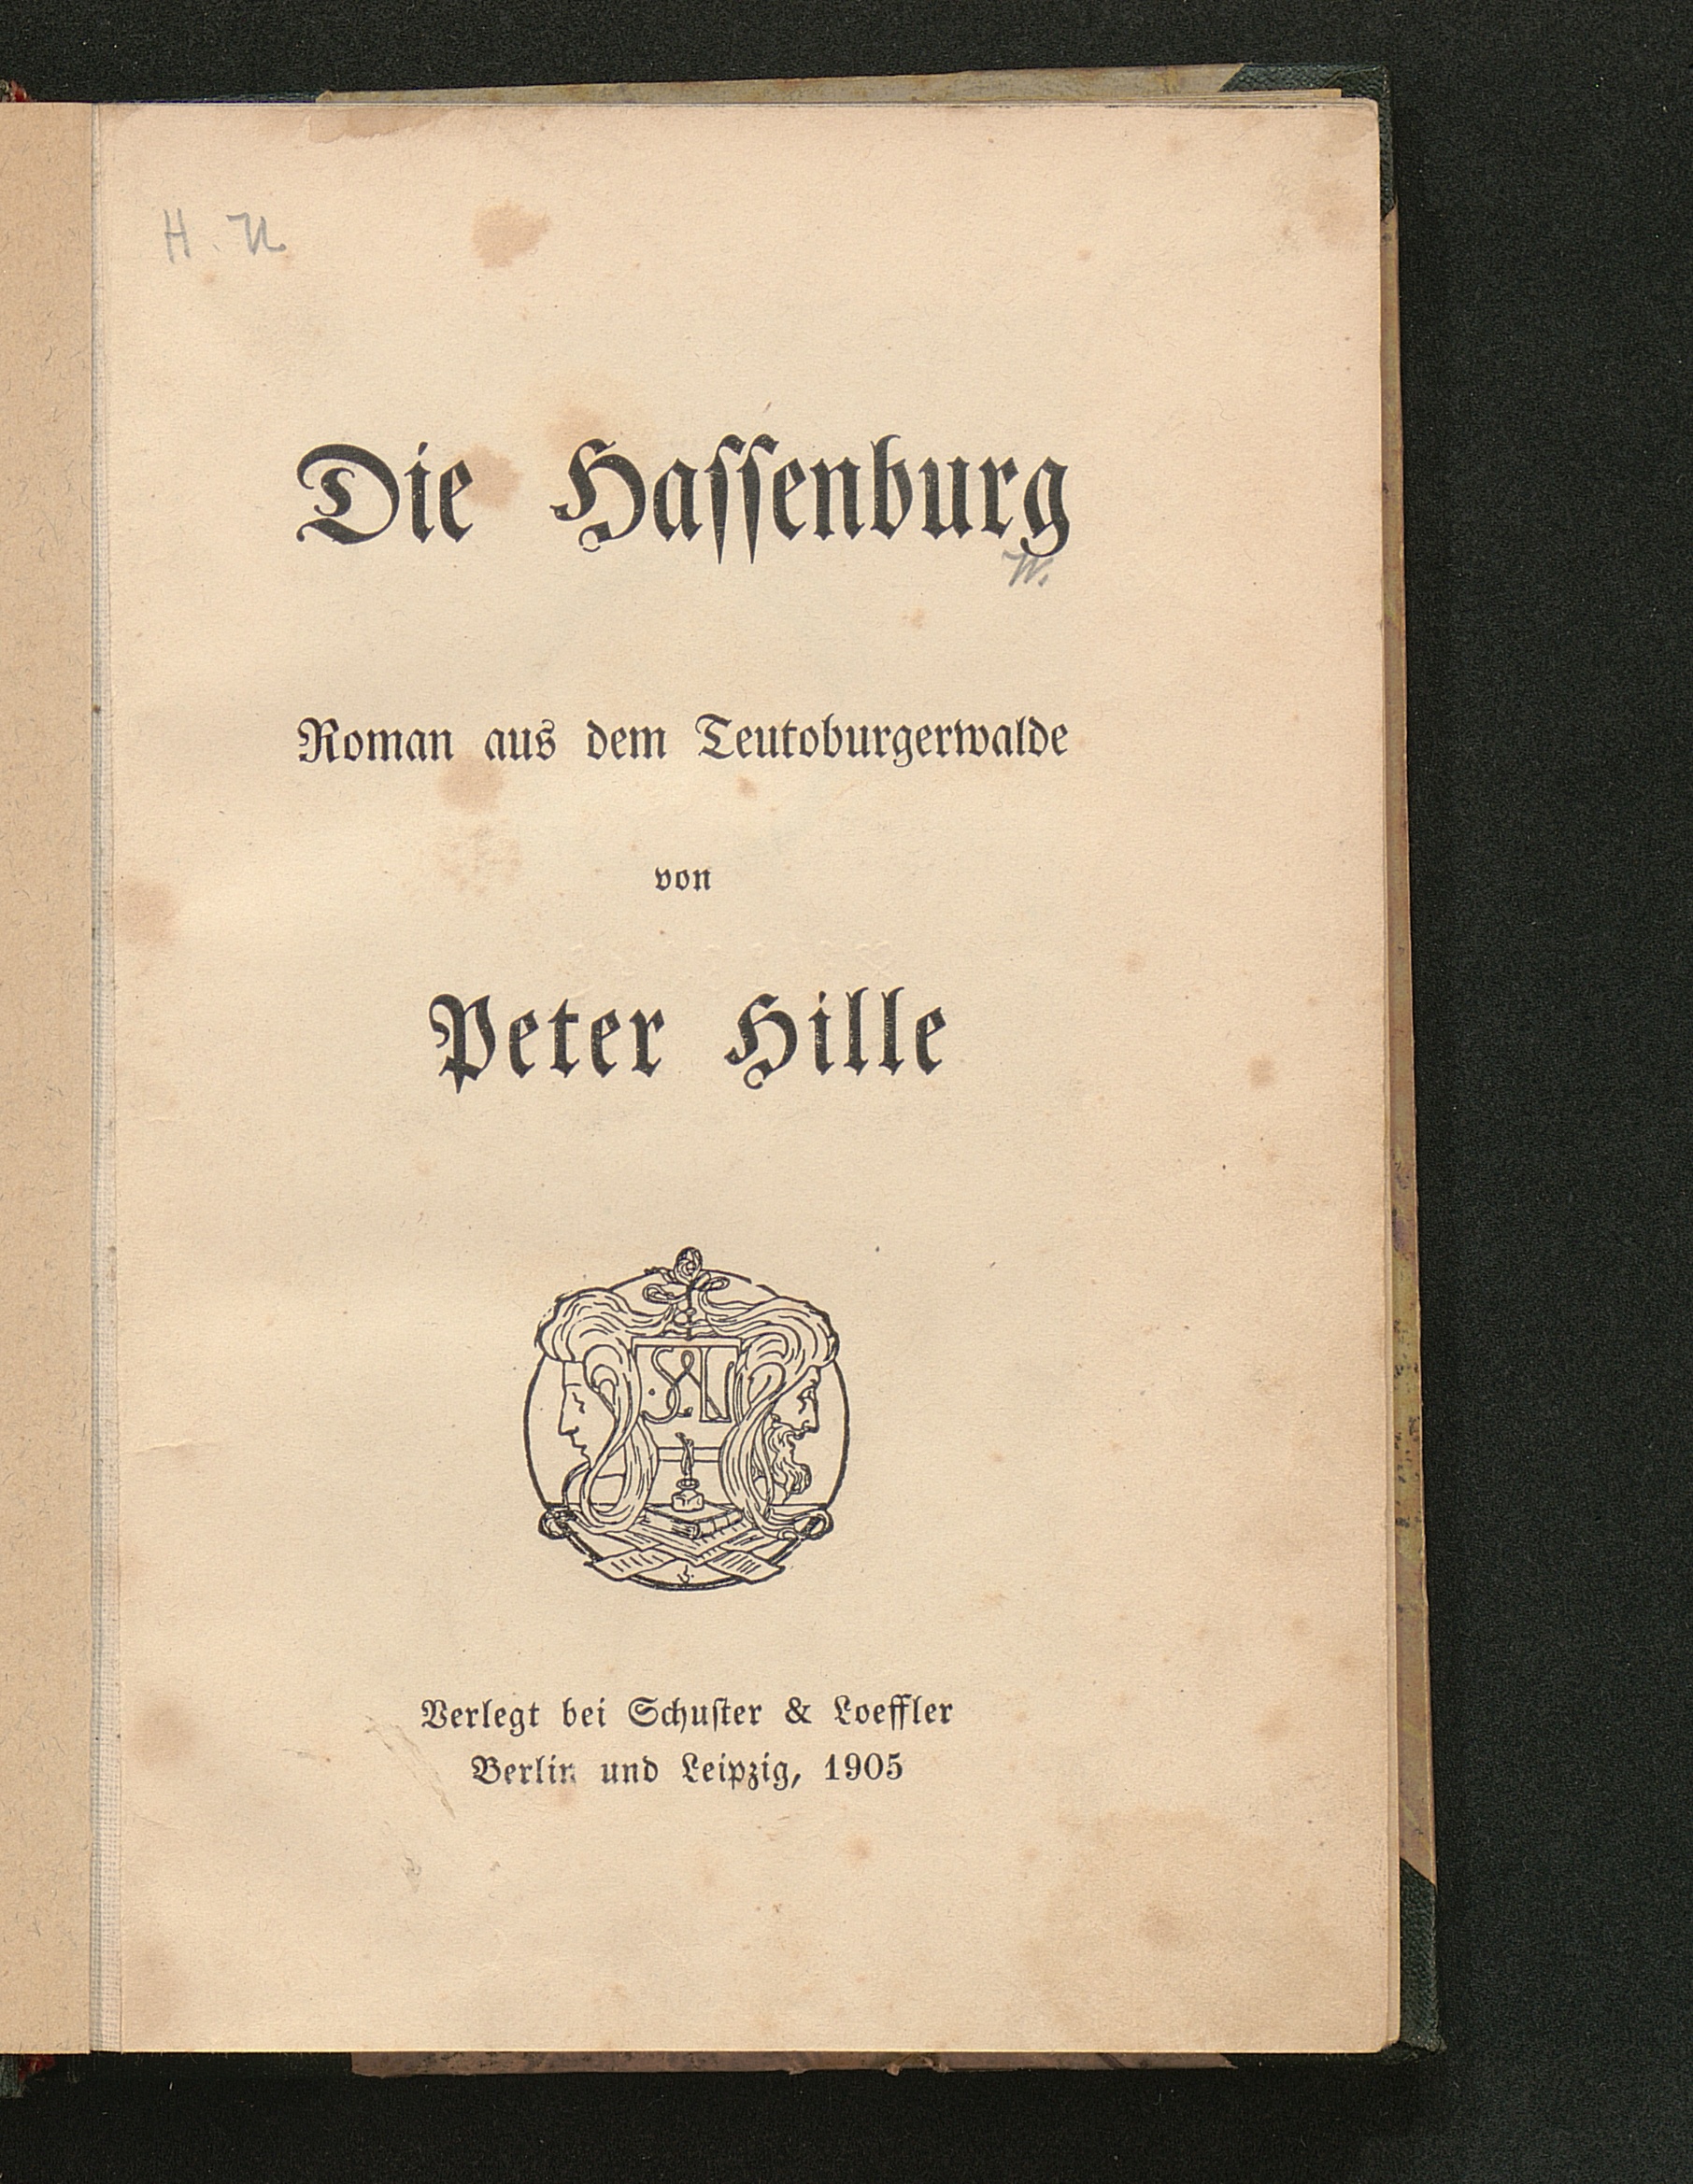 H. N
Die Hassenburg
W.
Roman aus dem Teutoburgerwalde
von
Peter Hille
Verlegt bei Schuster & Loeffler
Berlin und Leipzig, 1905